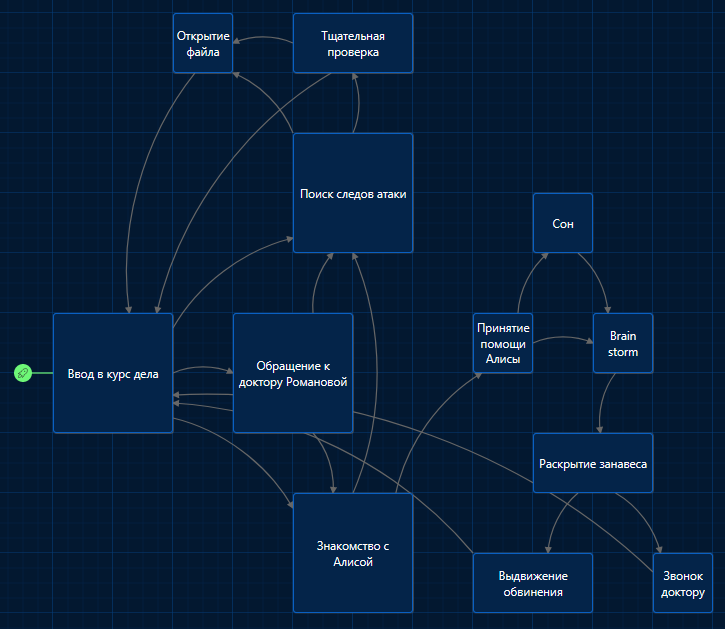 Открытие
файла
Тщательная
проверка
Поиск следов атаки
Сон
Ввод в курс дела
Обращение к
доктору Романовой
Принятие
помощи
Алисы
Brain
storm
Раскрытие занавеса
Знакомство с
Алисой
Выдвижение
обвинения
Звонок
доктору